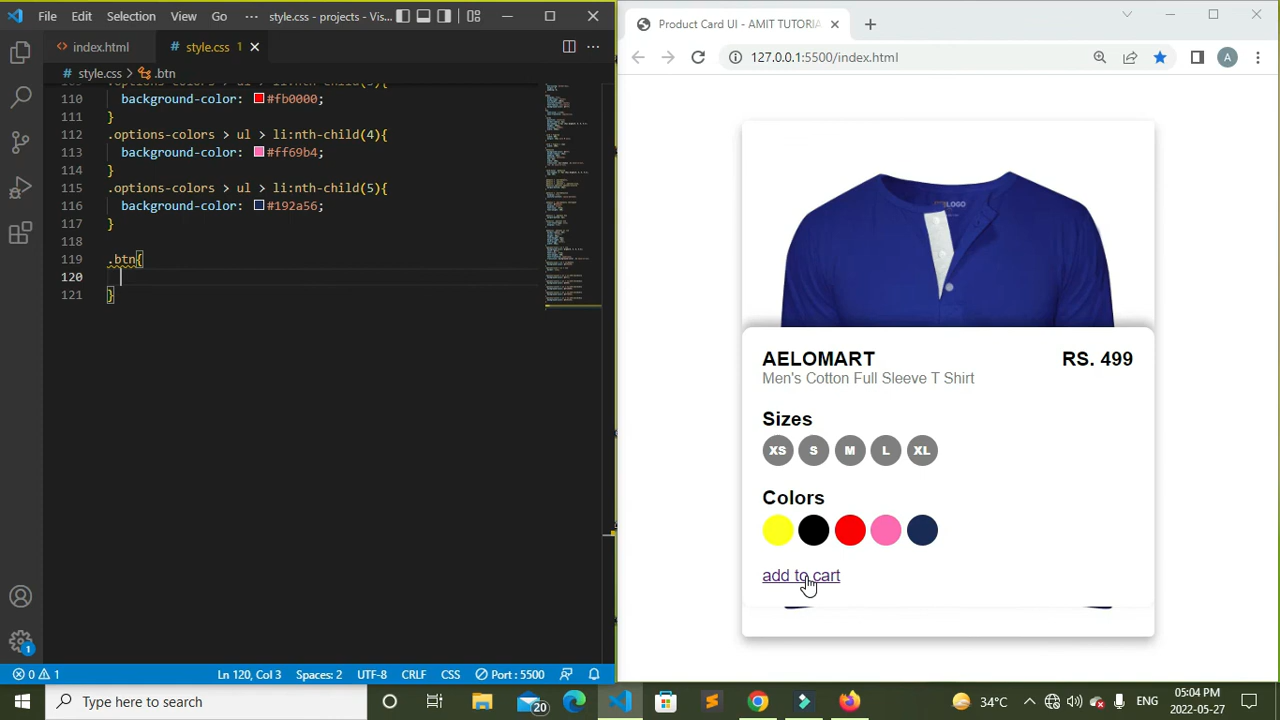 File Edit Selection View Go ··· style.css - projects - Vis...
index.html style.css 1
style.css > .btn
110 background-color: #fb0000;
111 }
112 .options-colors > ul > li:nth-child(4){
113 background-color: #ff69b4;
114 }
115 .options-colors > ul > li:nth-child(5){
116 background-color: #192a56;
117 }
118
119 .btn{
120
121 }
1
0 1 Ln 120, Col 3 Spaces: 2 UTF-8 CRLF CSS Port : 5500
Product Card UI - AMIT TUTORIA
127.0.0.1:5500/index.html
A
LOGO
AELOMART RS. 499
Men's Cotton Full Sleeve T Shirt
Sizes
XS S M L XL
Colors
add to cart
Type here to search
20
34°C
ENG
05:04 PM
2022-05-27